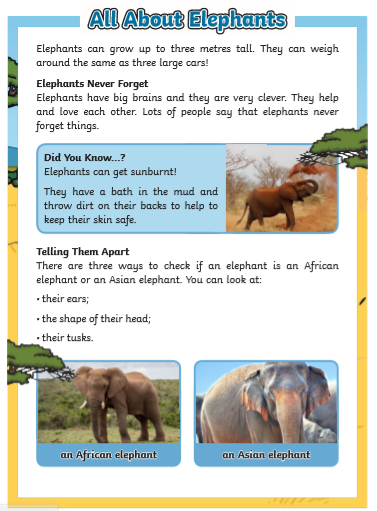 All About Elephants
Elephants can grow up to three metres tall. They can weigh
around the same as three large cars!
Elephants Never Forget
Elephants have big brains and they are very clever. They help
and love each other. Lots of people say that elephants never
forget things.
Did You Know...?
Elephants can get sunburnt!
They have a bath in the mud and
throw dirt on their backs to help to
keep their skin safe.
Telling Them Apart
There are three ways to check if an elephant is an African
elephant or an Asian elephant. You can look at:
• their ears;
• the shape of their head;
• their tusks.
an African elephant
an Asian elephant